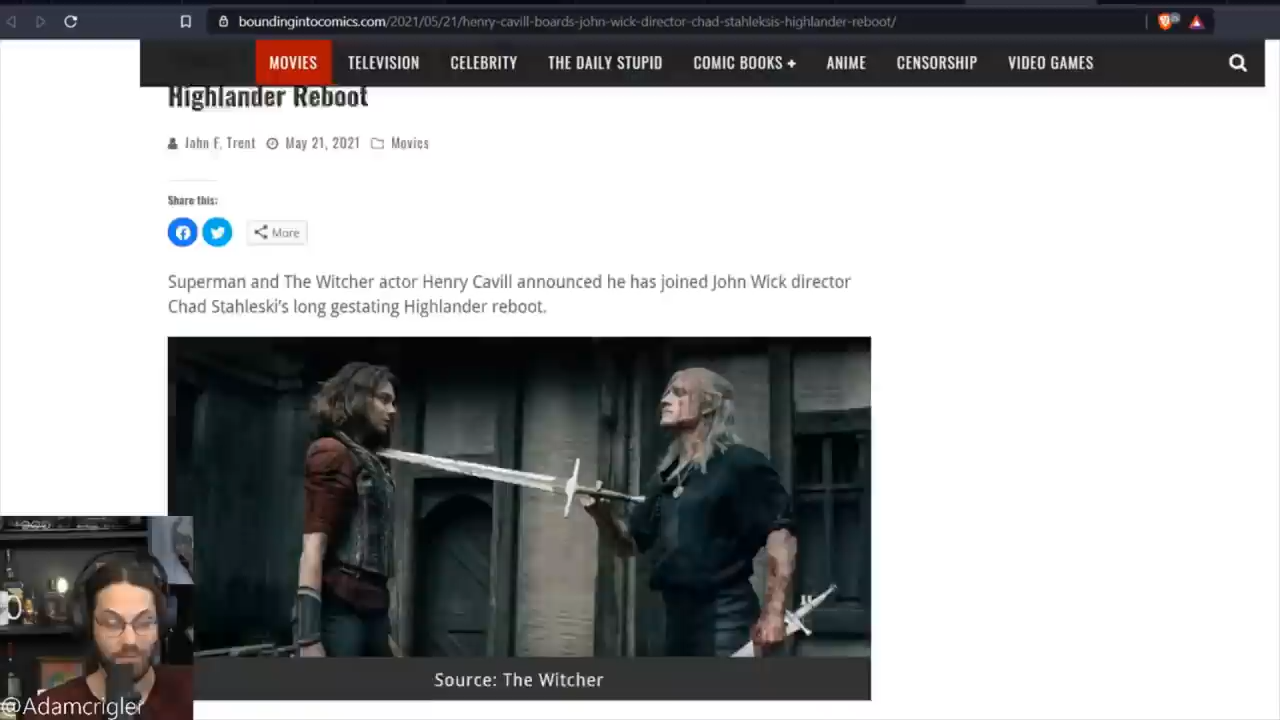 boundingintocomics.com/2021/05/21/henry-cavill-boards-john-wick-director-chad-stahleksis-highlander-reboot/
MOVIES TELEVISION CELEBRITY THE DAILY STUPID COMIC BOOKS + ANIME CENSORSHIP VIDEO GAMES
Highlander Reboot
John F. Trent May 21, 2021 Movies
Share this:
More
Superman and The Witcher actor Henry Cavill announced he has joined John Wick director
Chad Stahleski's long gestating Highlander reboot.
Source: The Witcher
@Adamcrigler